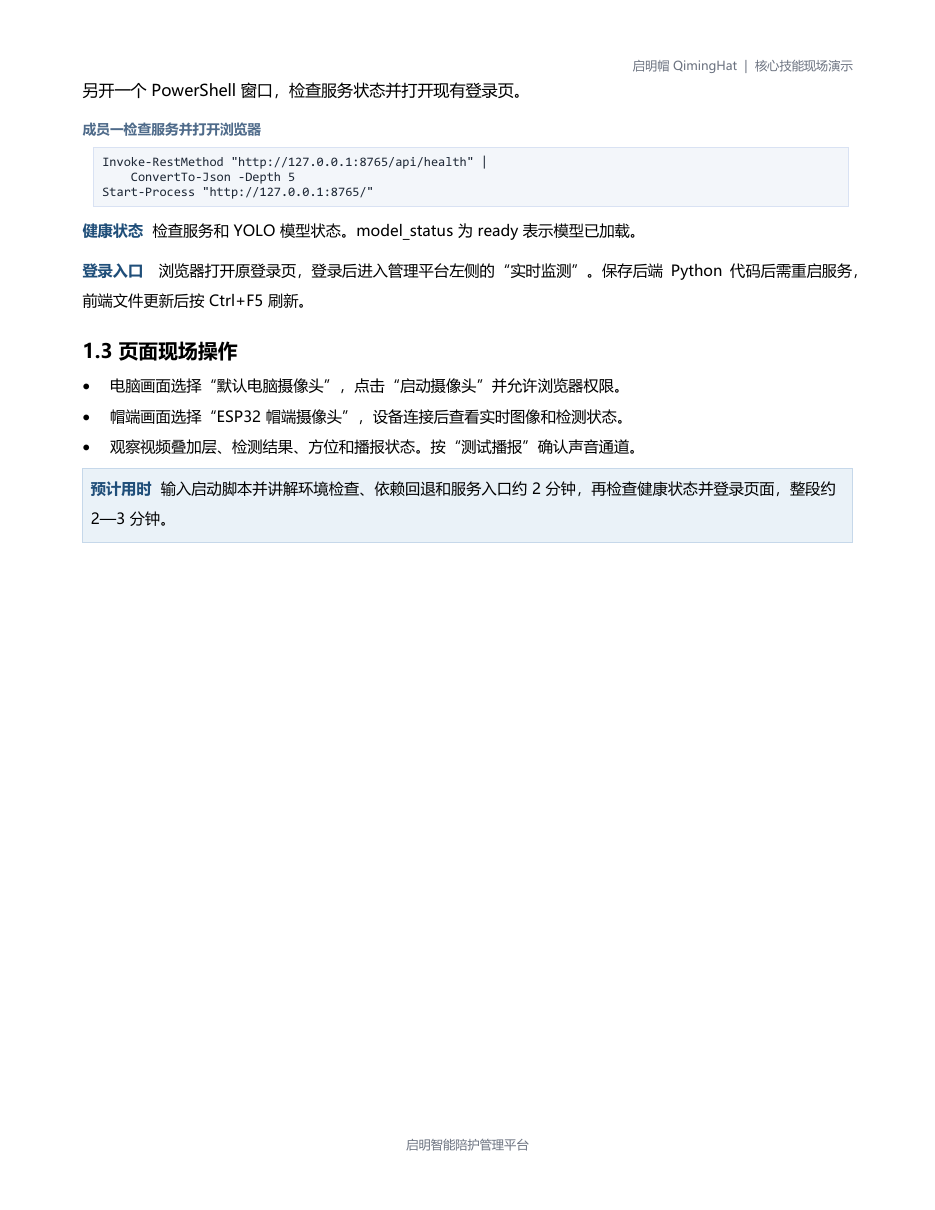 启明帽 QimingHat | 核心技能现场演示
另开一个 PowerShell 窗口，检查服务状态并打开现有登录页。
成员一检查服务并打开浏览器
Invoke-RestMethod "http://127.0.0.1:8765/api/health" |
    ConvertTo-Json -Depth 5
Start-Process "http://127.0.0.1:8765/"
健康状态 检查服务和 YOLO 模型状态。model_status 为 ready 表示模型已加载。
登录入口 浏览器打开原登录页，登录后进入管理平台左侧的“实时监测”。保存后端 Python 代码后需重启服务，
前端文件更新后按 Ctrl+F5 刷新。
1.3 页面现场操作
• 电脑画面选择“默认电脑摄像头”，点击“启动摄像头”并允许浏览器权限。
• 帽端画面选择“ESP32 帽端摄像头”，设备连接后查看实时图像和检测状态。
• 观察视频叠加层、检测结果、方位和播报状态。按“测试播报”确认声音通道。
预计用时 输入启动脚本并讲解环境检查、依赖回退和服务入口约 2 分钟，再检查健康状态并登录页面，整段约
2—3 分钟。
启明智能陪护管理平台